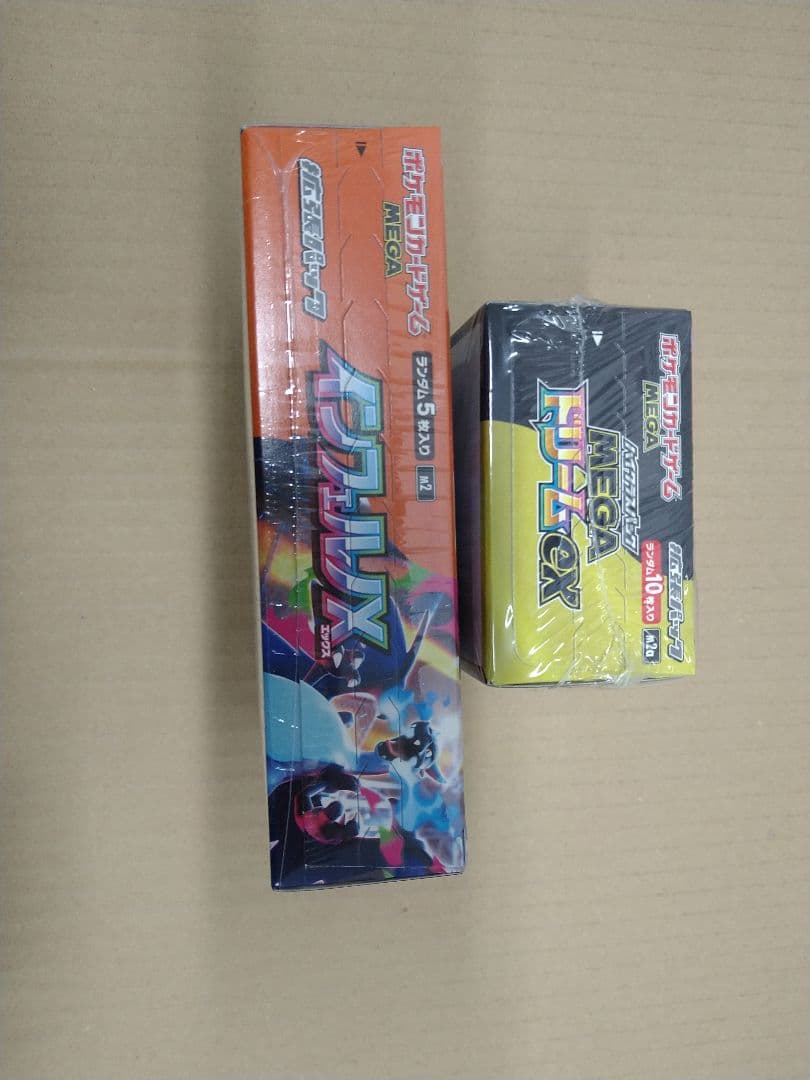 ポケモンカードゲーム
MEGA
拡張パック
ランダム5枚入り
m2
インフェルノX
エックス
ポケモンカードゲーム
MEGA
拡張パック
ハイクラスパック
MEGA
ドリームex
ランダム10枚入り
m2a